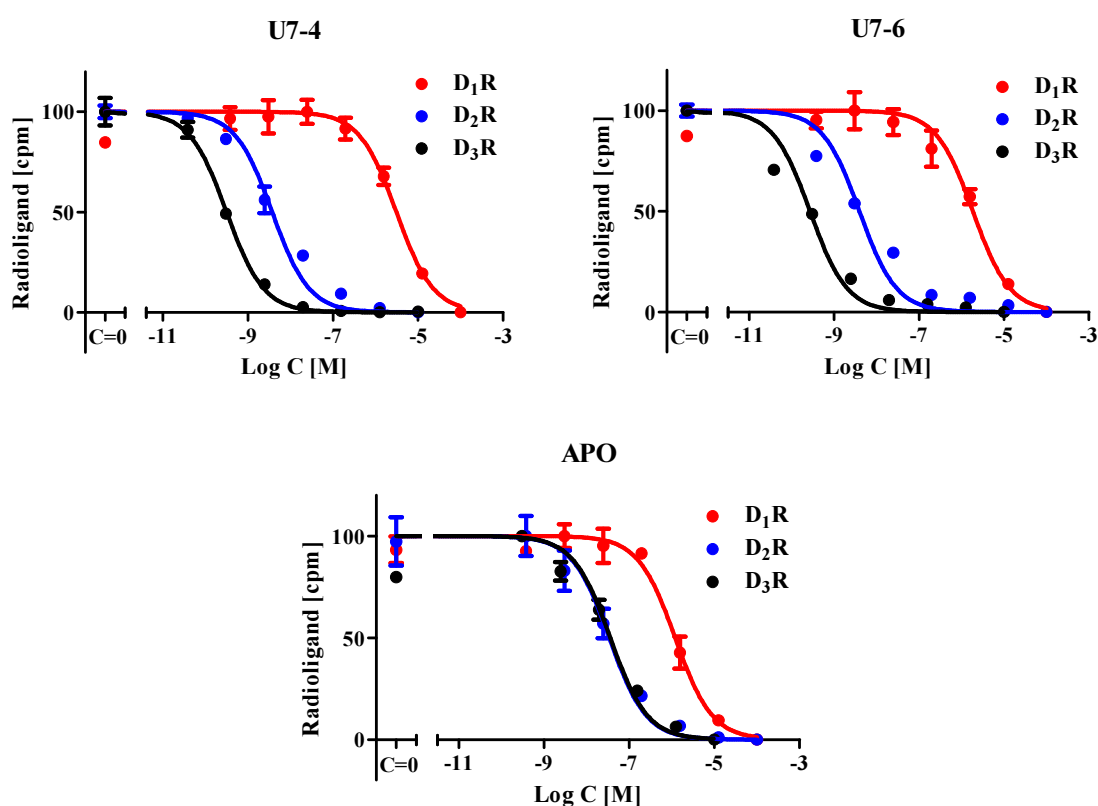 U7-4
D₁R
D₂R
D₃R
Radioligand [cpm]
100
50
0
C=0
-11
-9
-7
-5
-3
Log C [M]
U7-6
D₁R
D₂R
D₃R
Radioligand [cpm]
100
50
0
C=0
-11
-9
-7
-5
-3
Log C [M]
APO
D₁R
D₂R
D₃R
Radioligand [cpm]
100
50
0
C=0
-11
-9
-7
-5
-3
Log C [M]